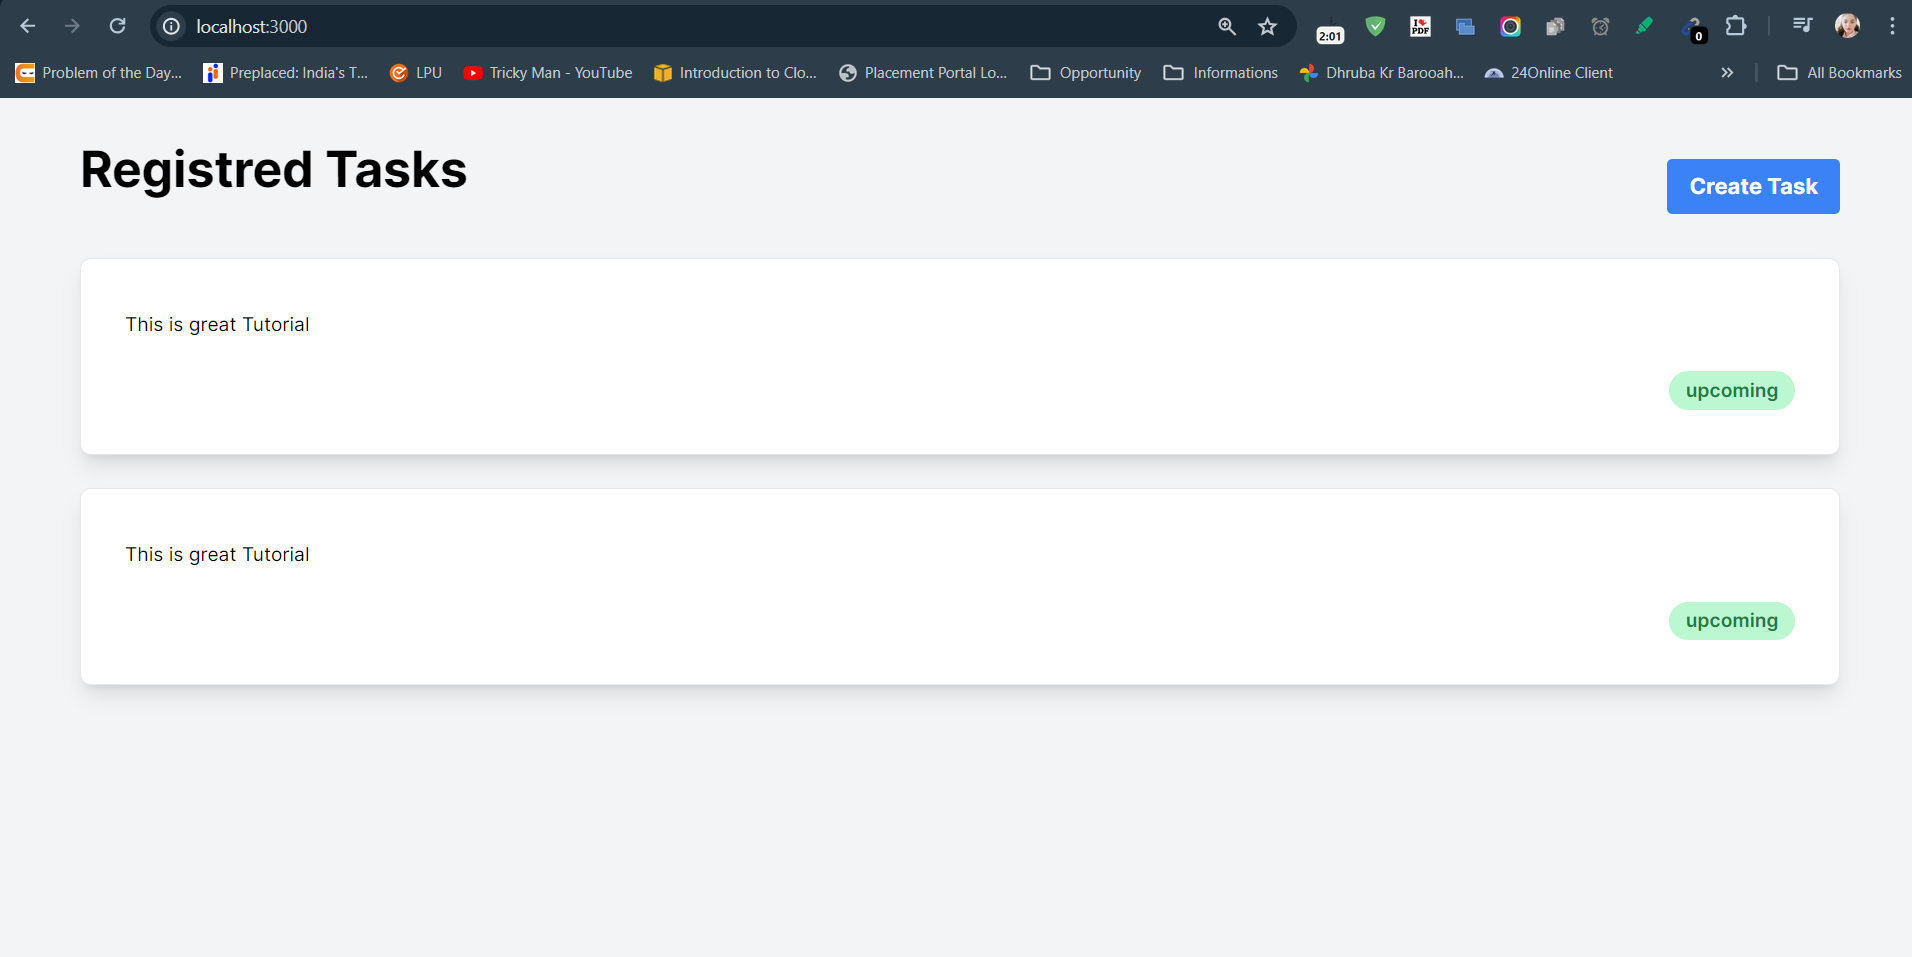 localhost:3000
2:01
I PDF
0
Problem of the Day...
Preplaced: India's T...
LPU
Tricky Man - YouTube
Introduction to Clo...
Placement Portal Lo...
Opportunity
Informations
Dhruba Kr Barooah...
24Online Client
All Bookmarks
Registred Tasks
Create Task
This is great Tutorial
upcoming
This is great Tutorial
upcoming